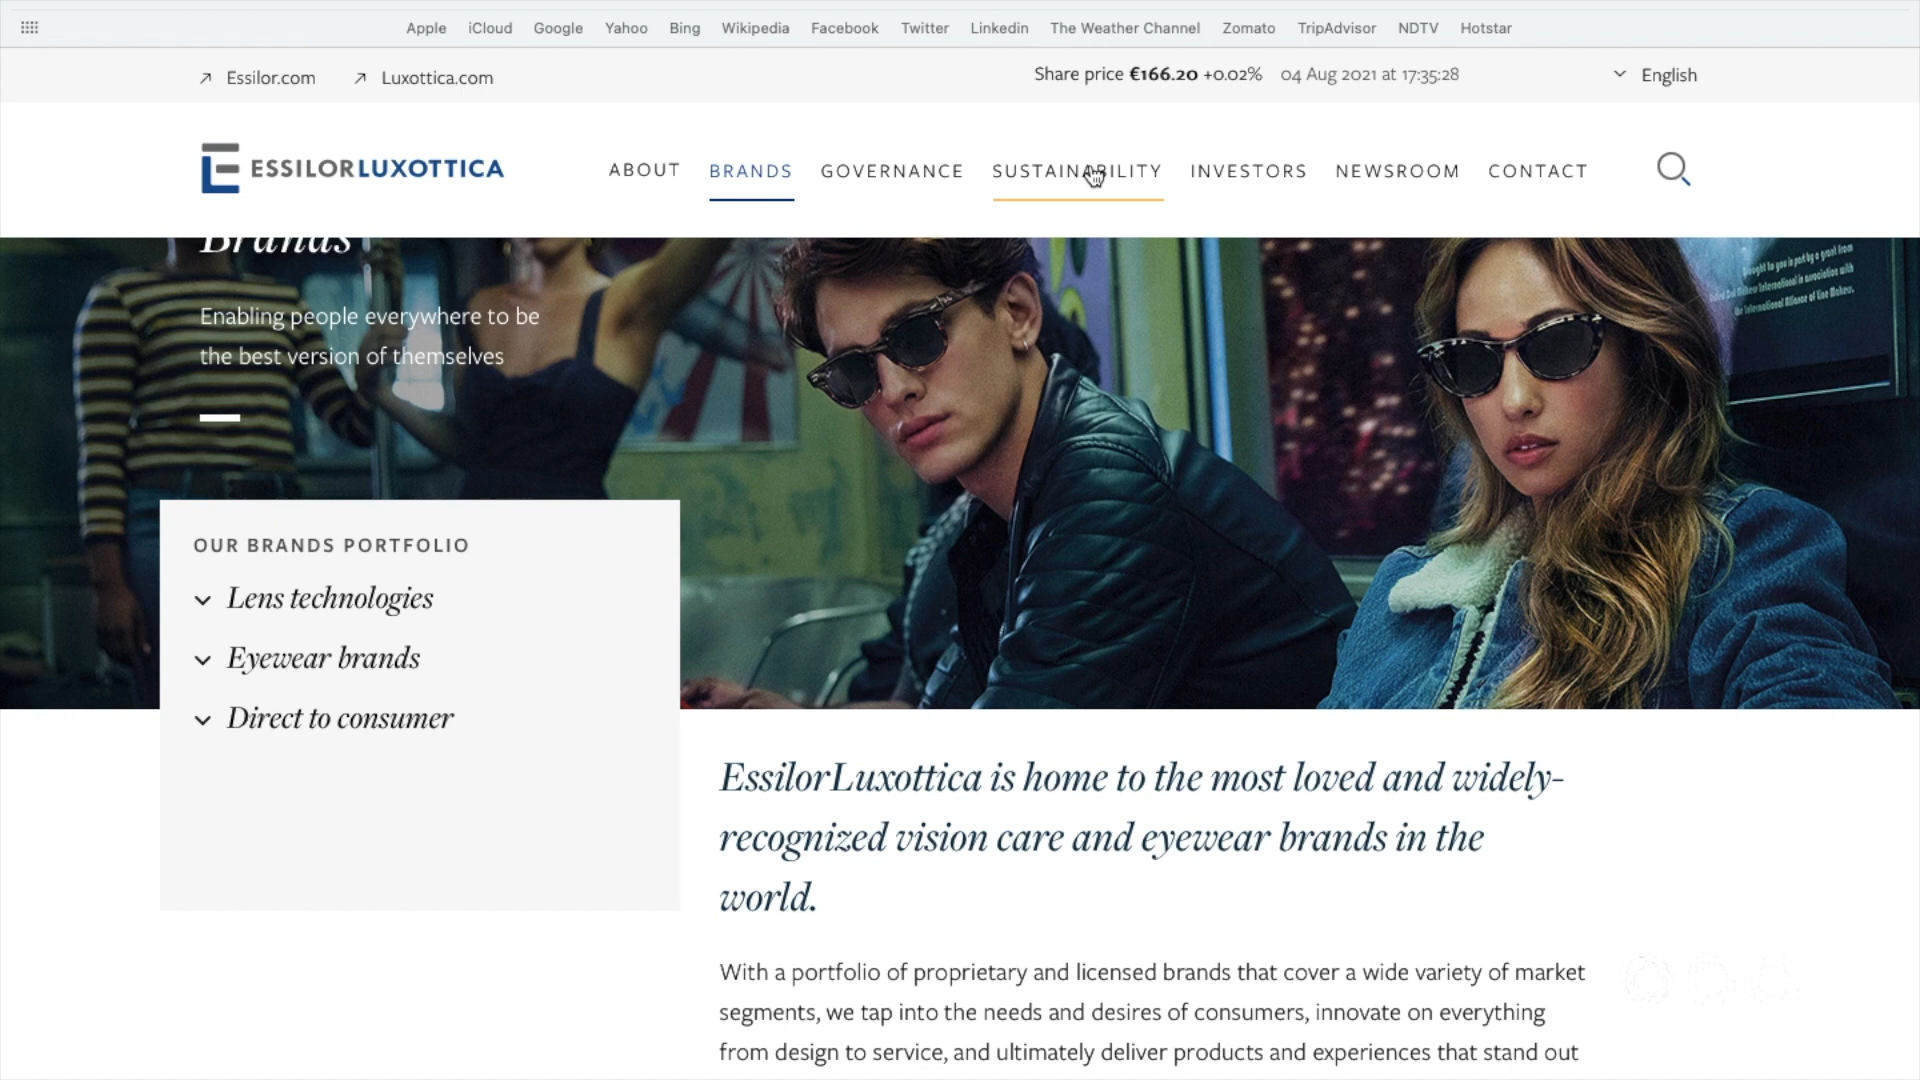 Apple iCloud Google Yahoo Bing Wikipedia Facebook Twitter Linkedin The Weather Channel Zomato TripAdvisor NDTV Hotstar
Essilor.com Luxottica.com Share price €166.20 +0.02% 04 Aug 2021 at 17:35:28 English
ESSILORLUXOTTICA ABOUT BRANDS GOVERNANCE SUSTAINABILITY INVESTORS NEWSROOM CONTACT
Brands
Enabling people everywhere to be
the best version of themselves
OUR BRANDS PORTFOLIO
Lens technologies
Eyewear brands
Direct to consumer
EssilorLuxottica is home to the most loved and widely-
recognized vision care and eyewear brands in the
world.
With a portfolio of proprietary and licensed brands that cover a wide variety of market
segments, we tap into the needs and desires of consumers, innovate on everything
from design to service, and ultimately deliver products and experiences that stand out